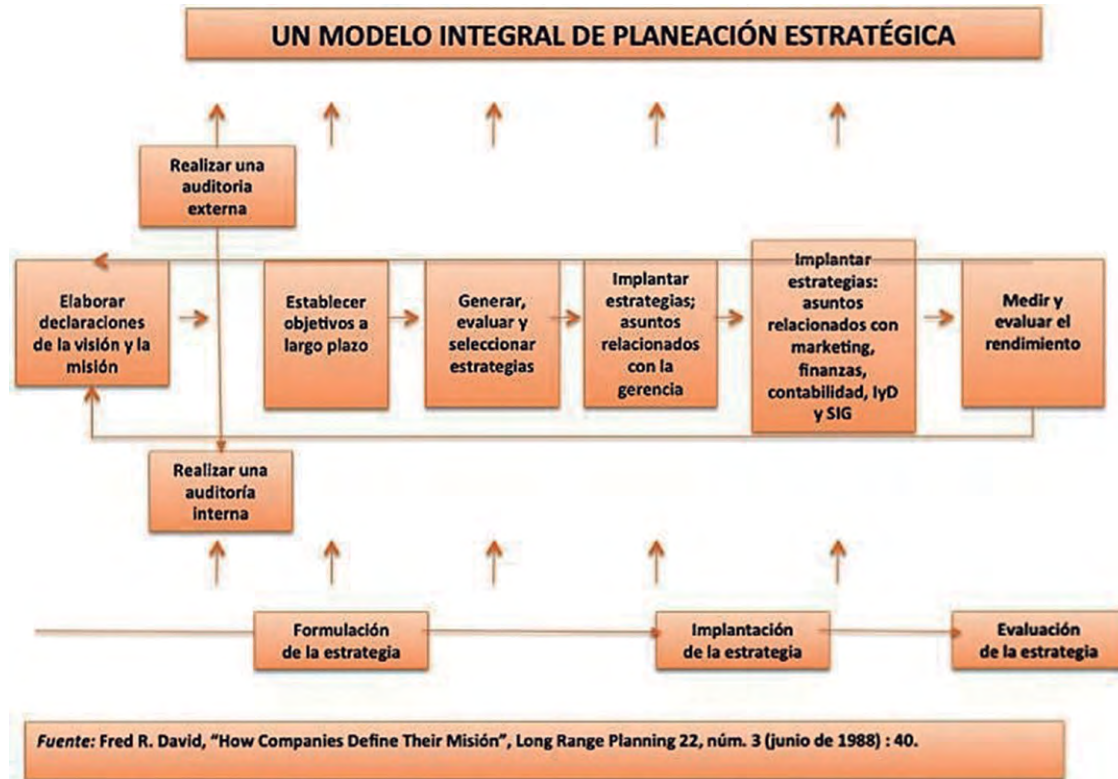 UN MODELO INTEGRAL DE PLANEACIÓN ESTRATÉGICA
Realizar una
auditoria
externa
Elaborar
declaraciones
de la visión y la
misión
Establecer
objetivos a
largo plazo
Generar,
evaluar y
seleccionar
estrategias
Implantar
estrategias;
asuntos
relacionados
con la
gerencia
Implantar
estrategias:
asuntos
relacionados con
marketing,
finanzas,
contabilidad, IyD
y SIG
Medir y
evaluar el
rendimiento
Realizar una
auditoría
interna
Formulación
de la estrategia
Implantación
de la estrategia
Evaluación
de la estrategia
Fuente: Fred R. David, “How Companies Define Their Misión”, Long Range Planning 22, núm. 3 (junio de 1988) : 40.